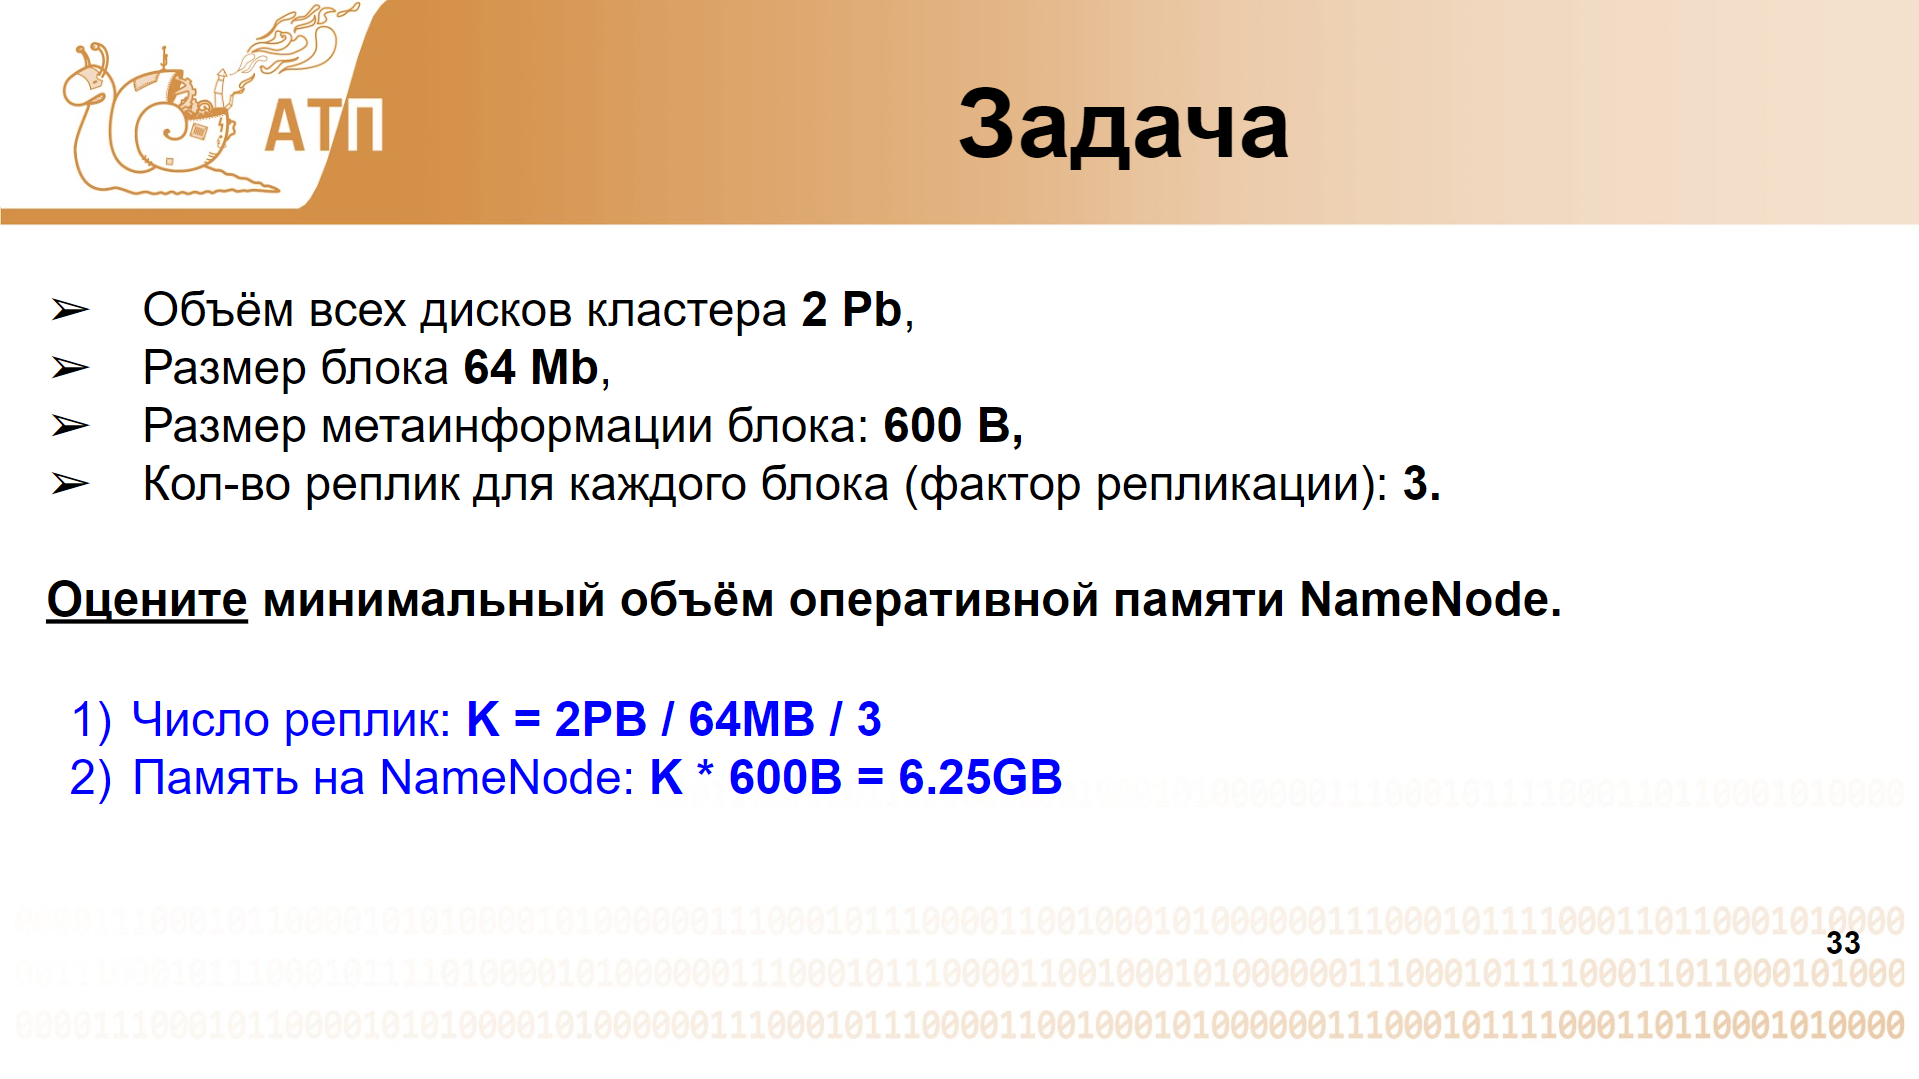 АТП
Задача
➢ Объём всех дисков кластера 2 Pb,
➢ Размер блока 64 Mb,
➢ Размер метаинформации блока: 600 B,
➢ Кол-во реплик для каждого блока (фактор репликации): 3.
Оцените минимальный объём оперативной памяти NameNode.
1) Число реплик: K = 2PB / 64MB / 3
2) Память на NameNode: K * 600B = 6.25GB
33